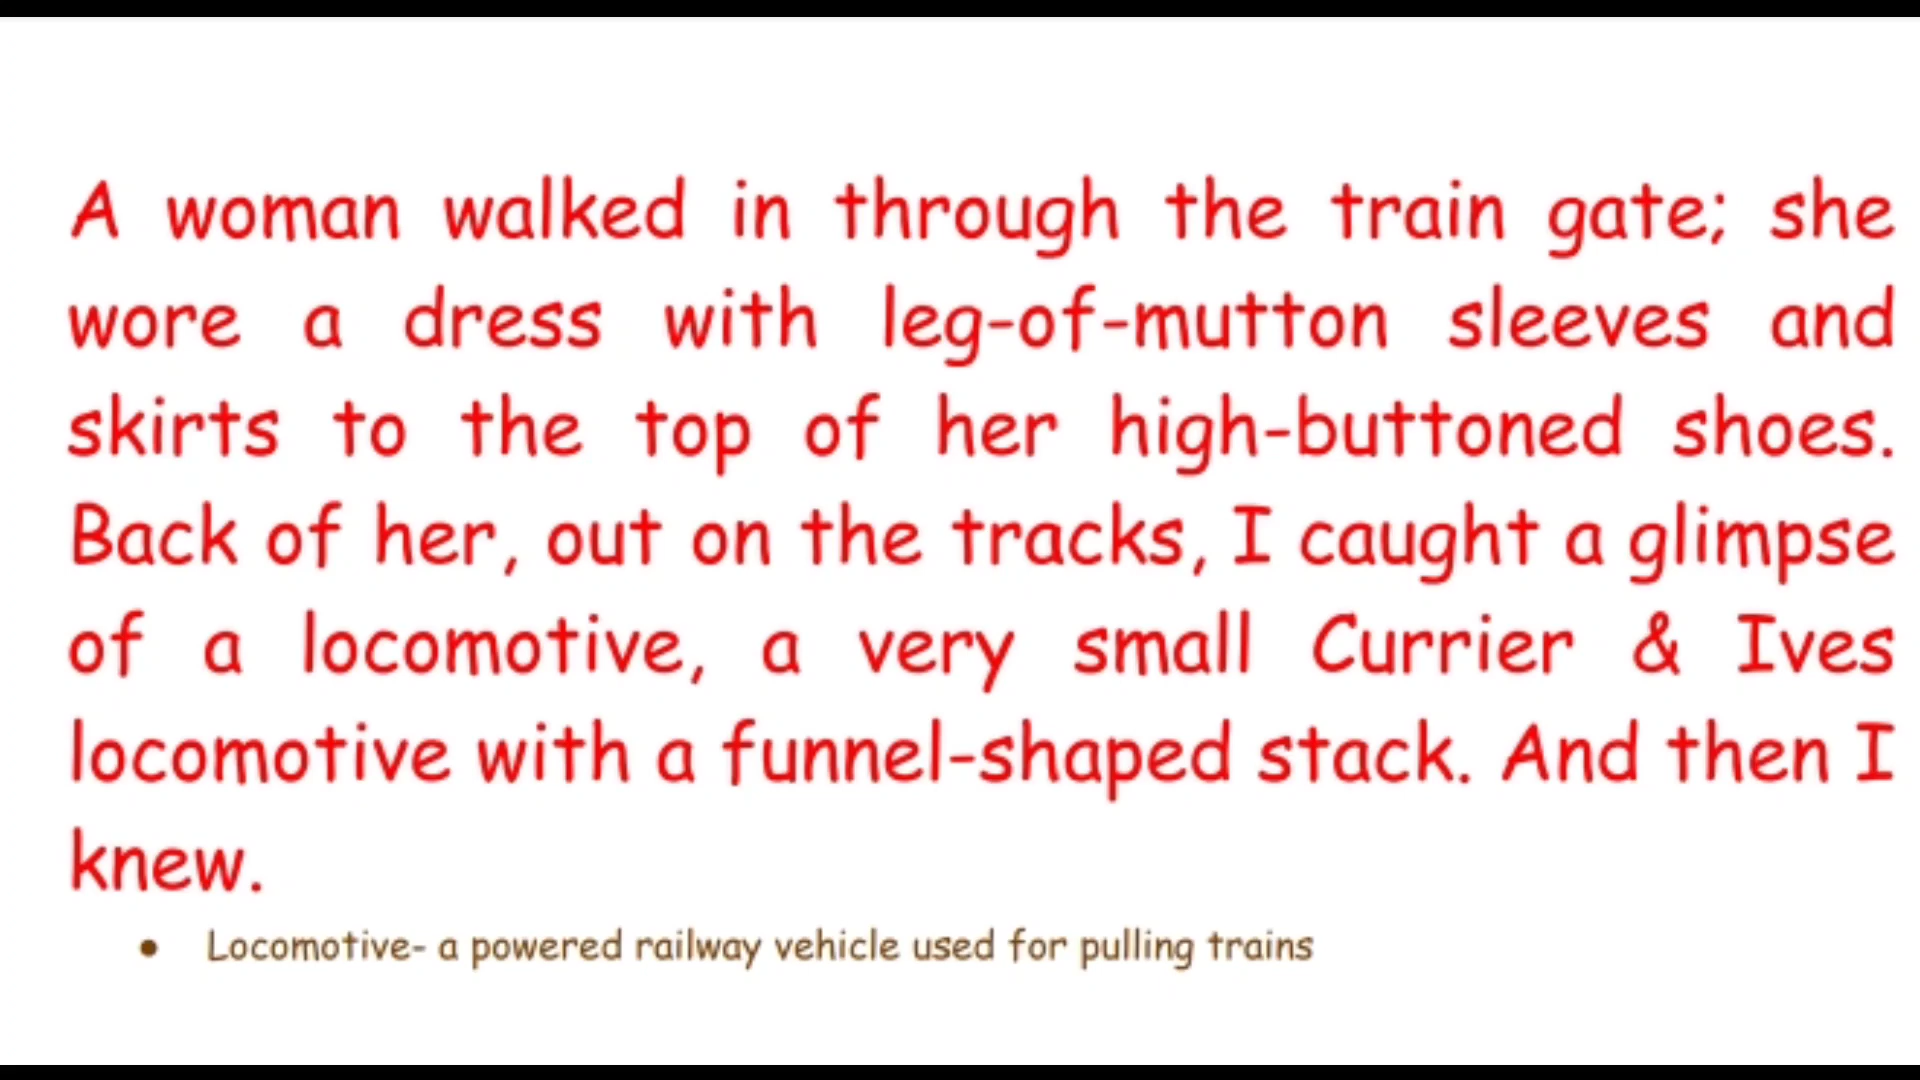 A woman walked in through the train gate; she
wore a dress with leg-of-mutton sleeves and
skirts to the top of her high-buttoned shoes.
Back of her, out on the tracks, I caught a glimpse
of a locomotive, a very small Currier & Ives
locomotive with a funnel-shaped stack. And then I
knew.
● Locomotive- a powered railway vehicle used for pulling trains